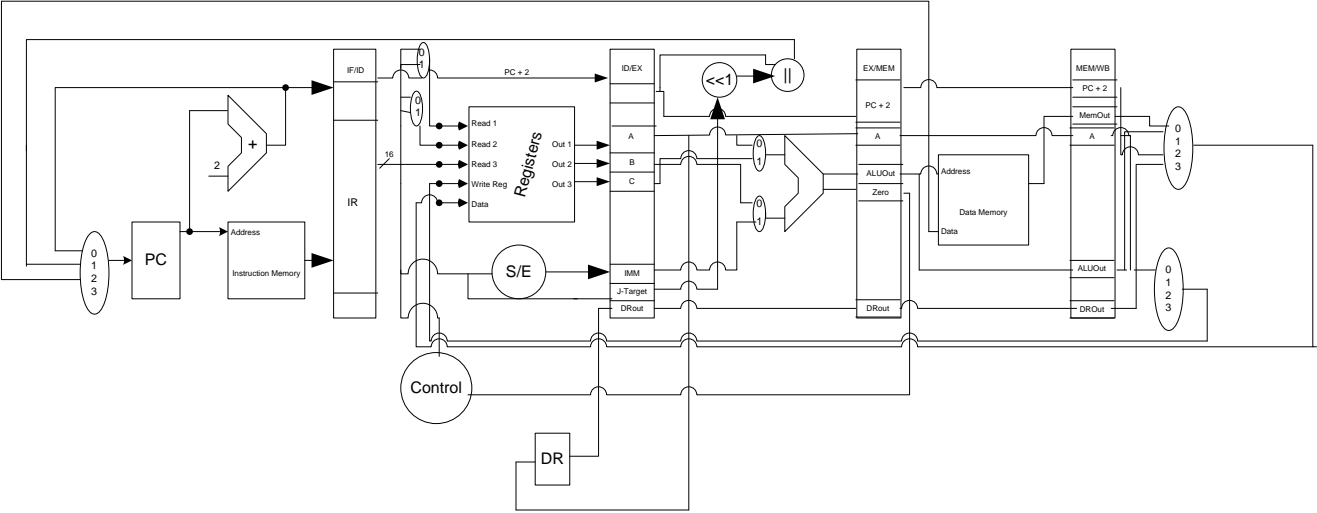 0
1
2
3
PC
2
+
Address
Instruction Memory
IF/ID
IR
16
0
1
0
1
PC + 2
Read 1
Read 2
Read 3
Write Reg
Data
Registers
Out 1
Out 2
Out 3
S/E
Control
DR
ID/EX
A
B
C
IMM
J-Target
DRout
<<1
||
0
1
0
1
EX/MEM
PC + 2
A
ALUOut
Zero
DRout
Address
Data Memory
Data
MEM/WB
PC + 2
MemOut
A
ALUOut
DROut
0
1
2
3
0
1
2
3